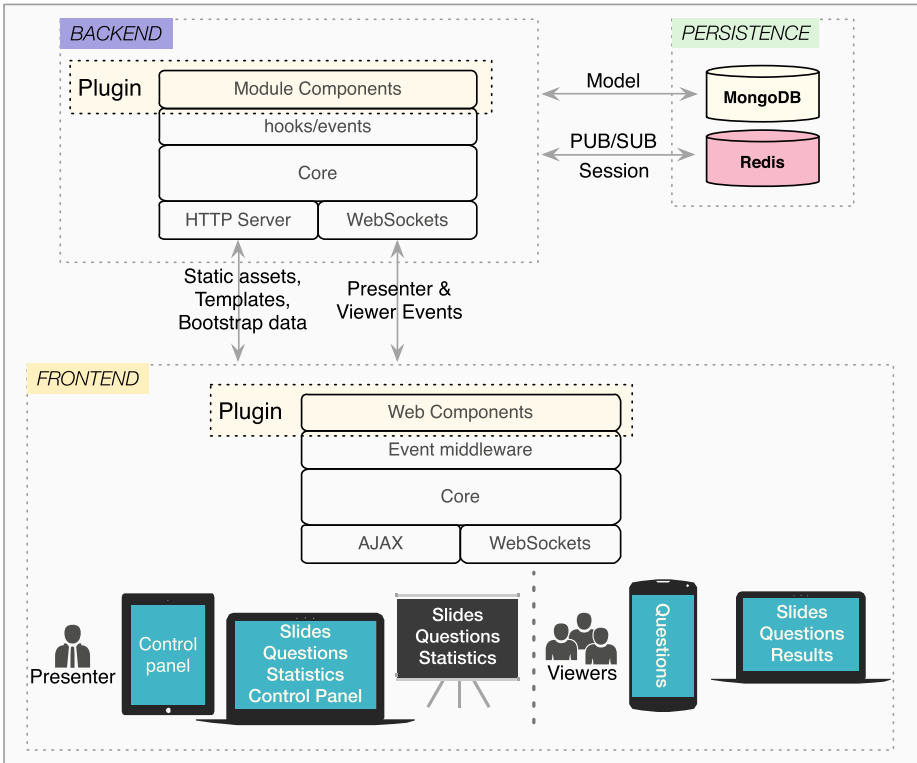 BACKEND
PERSISTENCE
Plugin
Module Components
hooks/events
Core
HTTP Server
WebSockets
Model
PUB/SUB
Session
MongoDB
Redis
Static assets,
Templates,
Bootstrap data
Presenter &
Viewer Events
FRONTEND
Plugin
Web Components
Event middleware
Core
AJAX
WebSockets
Presenter
Control
panel
Slides
Questions
Statistics
Control Panel
Slides
Questions
Statistics
Viewers
Questions
Slides
Questions
Results